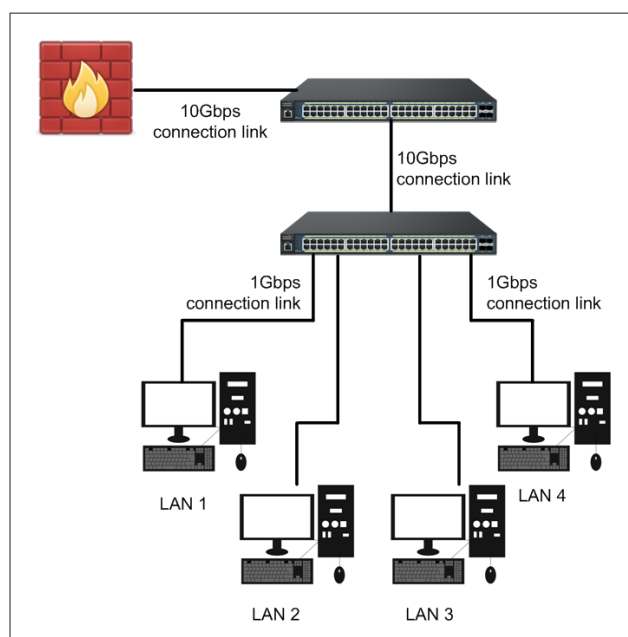 10Gbps
connection link
10Gbps
connection link
1Gbps
connection link
1Gbps
connection link
LAN 1
LAN 4
LAN 2
LAN 3